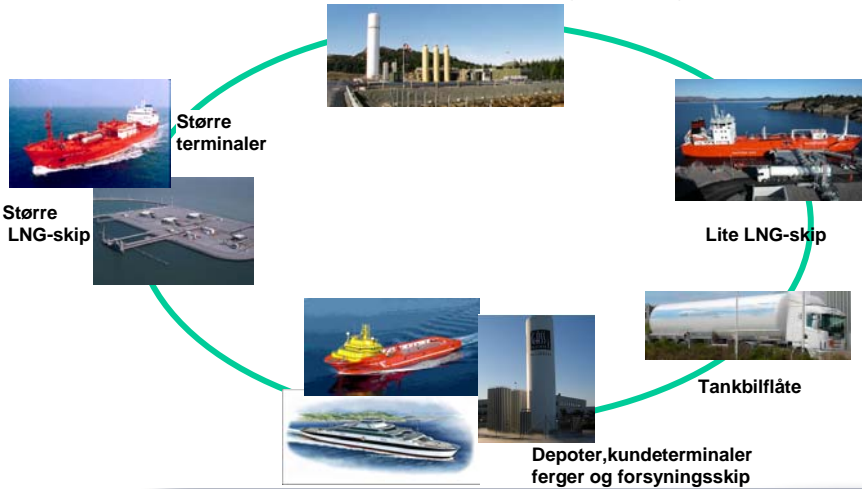 Større
terminaler
Større
LNG-skip
Lite LNG-skip
Tankbilflåte
Depoter,kundeterminaler
ferger og forsyningsskip